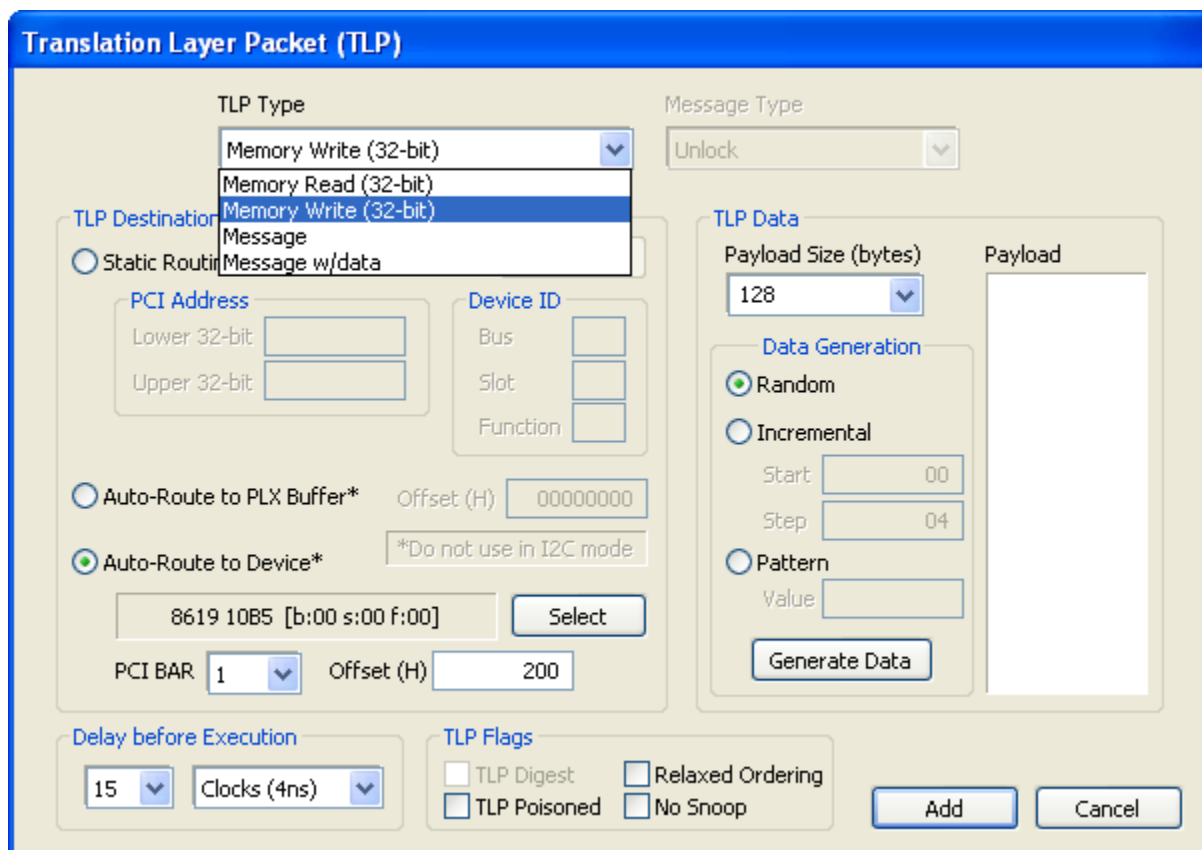 Translation Layer Packet (TLP)
TLP Type
Message Type
Memory Write (32-bit)
Unlock
Memory Read (32-bit)
Memory Write (32-bit)
Message
Message w/data
TLP Destination
Static
PCI Address
Lower 32-bit
Upper 32-bit
Device ID
Bus
Slot
Function
Auto-Route to PLX Buffer*
Offset (H)
00000000
*Do not use in I2C mode
Auto-Route to Device*
8619 10B5 [b:00 s:00 f:00]
Select
PCI BAR
1
Offset (H)
200
TLP Data
Payload Size (bytes)
Payload
128
Data Generation
Random
Incremental
Start
00
Step
04
Pattern
Value
Generate Data
Delay before Execution
15
Clocks (4ns)
TLP Flags
TLP Digest
Relaxed Ordering
TLP Poisoned
No Snoop
Add
Cancel